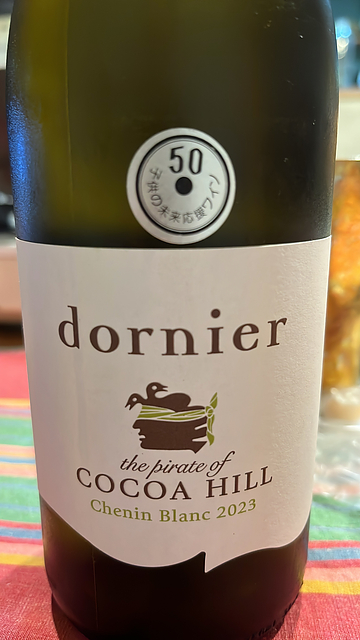 50
子供の未来応援ワイン
dornier
the pirate of
COCOA HILL
Chenin Blanc 2023